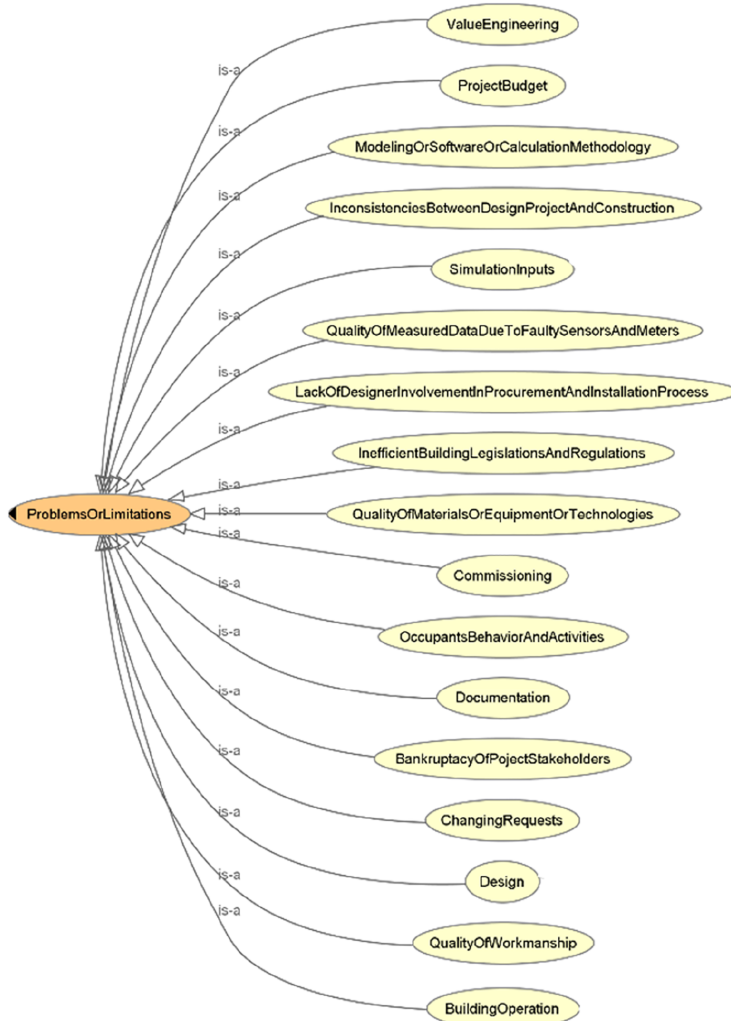 ValueEngineering
is-a
ProjectBudget
is-a
ModelingOrSoftwareOrCalculationMethodology
is-a
InconsistenciesBetweenDesignProjectAndConstruction
is-a
SimulationInputs
is-a
QualityOfMeasuredDataDueToFaultySensorsAndMeters
is-a
LackOfDesignerInvolvementInProcurementAndInstallationProcess
is-a
InefficientBuildingLegislationsAndRegulations
is-a
ProblemsOrLimitations
is-a
QualityOfMaterialsOrEquipmentOrTechnologies
is-a
Commissioning
is-a
OccupantsBehaviorAndActivities
is-a
Documentation
is-a
BankruptacyOfPojectStakeholders
is-a
ChangingRequests
is-a
Design
is-a
QualityOfWorkmanship
is-a
BuildingOperation